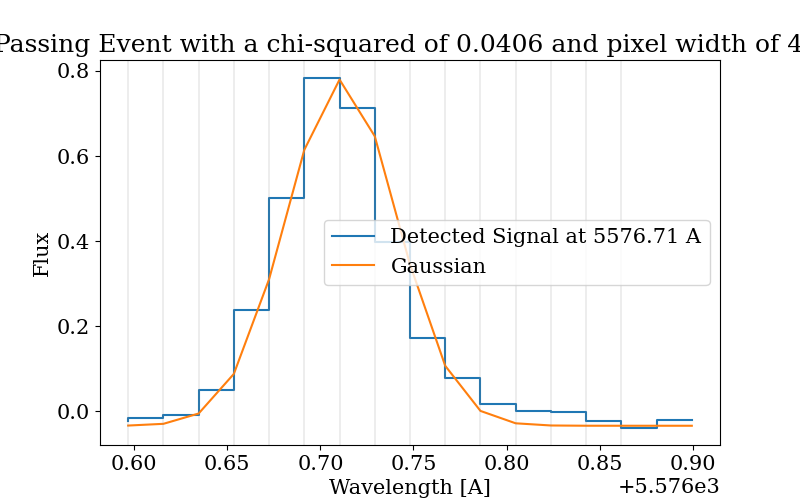 Passing Event with a chi-squared of 0.0406 and pixel width of 4
0.8
0.6
0.4
0.2
0.0
Flux
Detected Signal at 5576.71 A
Gaussian
0.60 0.65 0.70 0.75 0.80 0.85 0.90
Wavelength [A]
+5.576e3